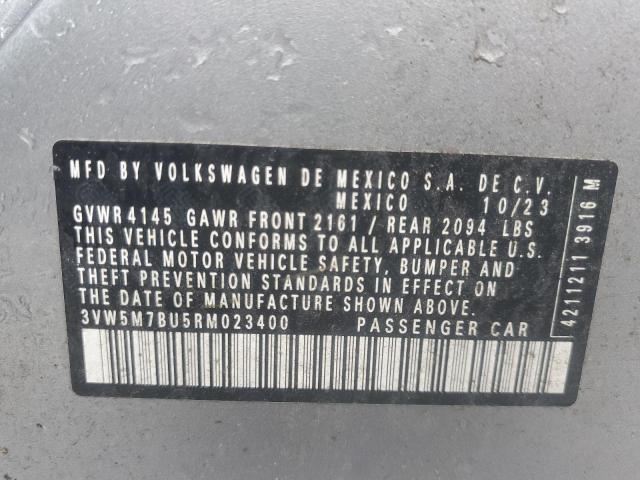 MFD BY VOLKSWAGEN DE MEXICO S.A. DE C.V.
MEXICO 10/23
GVWR 4145 GAWR FRONT 2161 / REAR 2094 LBS
THIS VEHICLE CONFORMS TO ALL APPLICABLE U.S.
FEDERAL MOTOR VEHICLE SAFETY, BUMPER AND
THEFT PREVENTION STANDARDS IN EFFECT ON
THE DATE OF MANUFACTURE SHOWN ABOVE.
3VW5M7BU5RM023400 PASSENGER CAR
4211211 3916 M